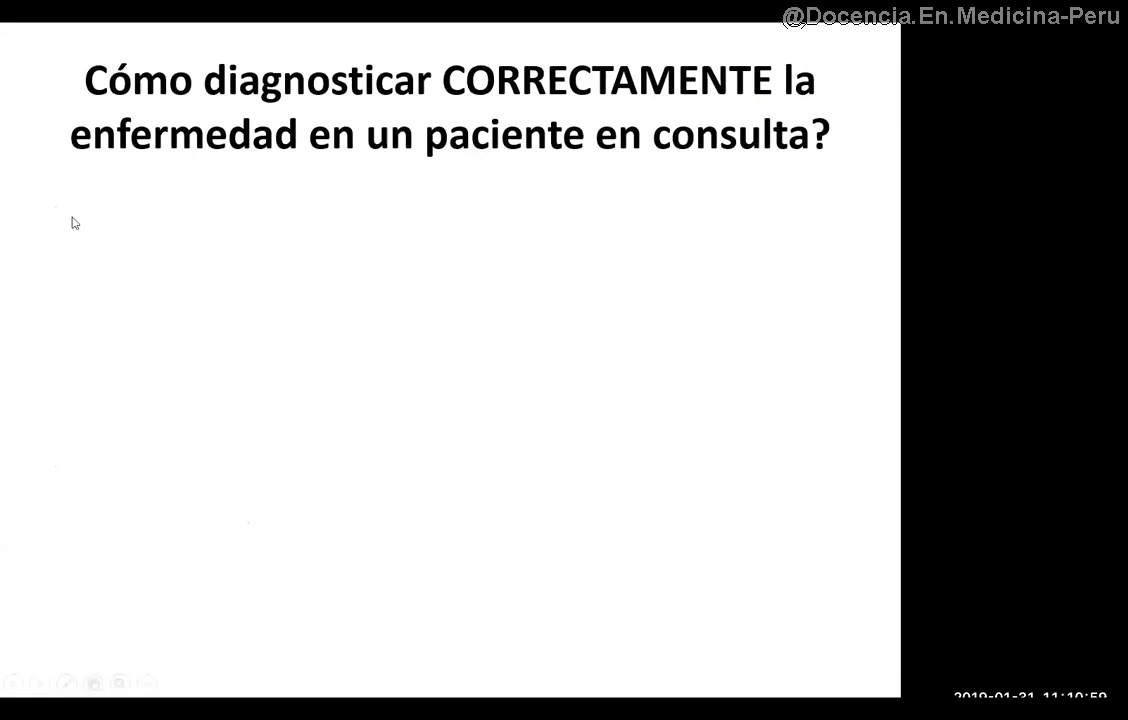 @Docencia.En.Medicina-Peru
Cómo diagnosticar CORRECTAMENTE la
enfermedad en un paciente en consulta?
2019-01-31 11:10:59